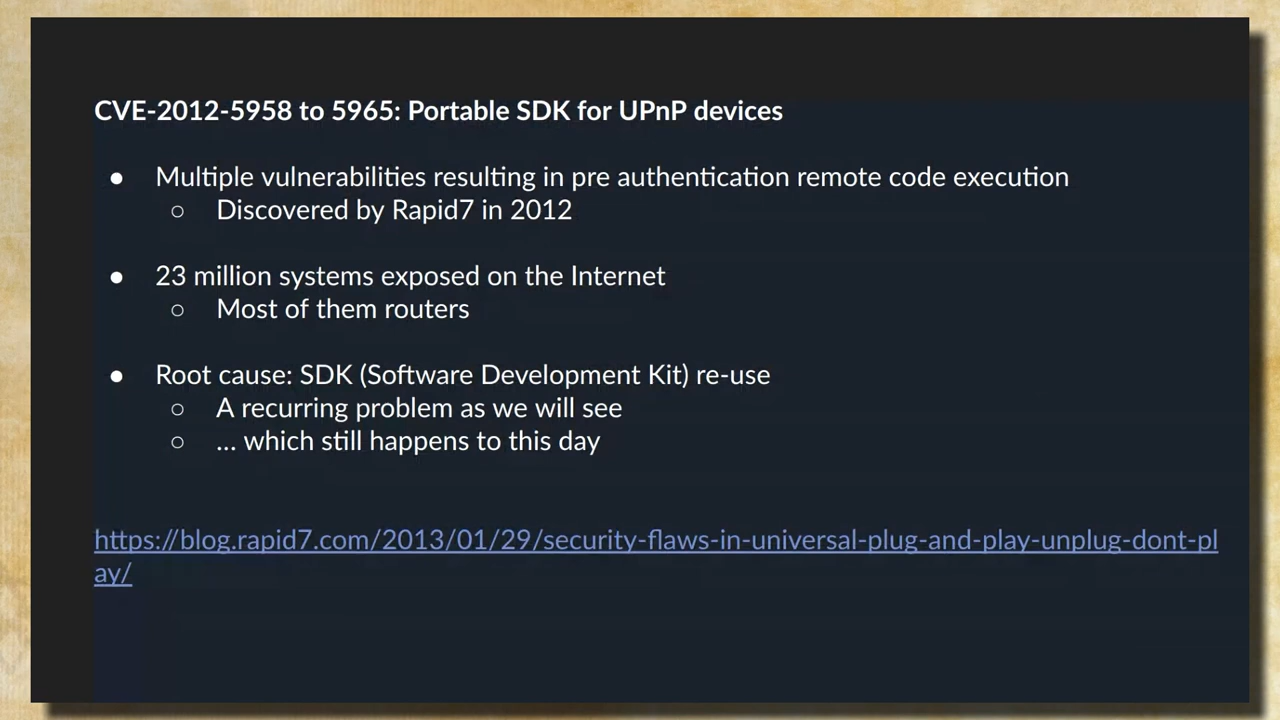 CVE-2012-5958 to 5965: Portable SDK for UPnP devices
● Multiple vulnerabilities resulting in pre authentication remote code execution
○ Discovered by Rapid7 in 2012
● 23 million systems exposed on the Internet
○ Most of them routers
● Root cause: SDK (Software Development Kit) re-use
○ A recurring problem as we will see
○ ... which still happens to this day
https://blog.rapid7.com/2013/01/29/security-flaws-in-universal-plug-and-play-unplug-dont-pl
ay/